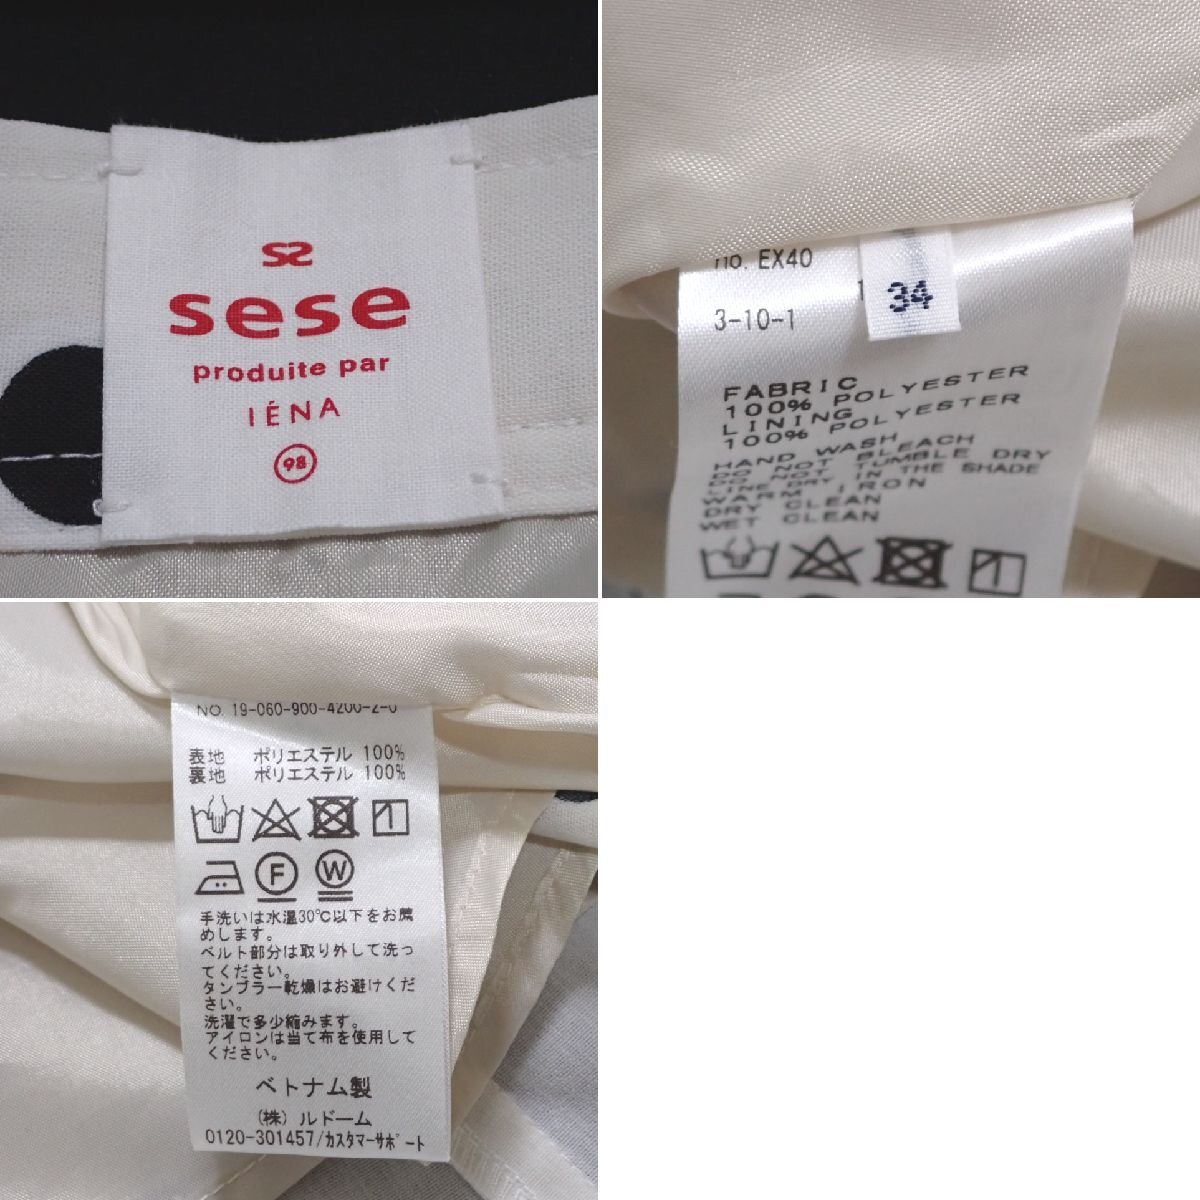 sese
produite par
IÉNA
98
no. EX40
3-10-1
34
FABRIC
100% POLYESTER
LINING
100% POLYESTER
HAND WASH
DO NOT BLEACH
DO NOT TUMBLE DRY
LINE DRY IN THE SHADE
WARM IRON
DRY CLEAN
WET CLEAN
NO. 19-060-900-4200-2-0
表地 ポリエステル 100%
裏地 ポリエステル 100%
F
W
手洗いは水温30℃以下をお薦
めします。
ベルト部分は取り外して洗っ
てください。
タンブラー乾燥はお避けくだ
さい。
洗濯で多少縮みます。
アイロンは当て布を使用して
ください。
ベトナム製
(株) ルドーム
0120-301457/カスタマーサポート